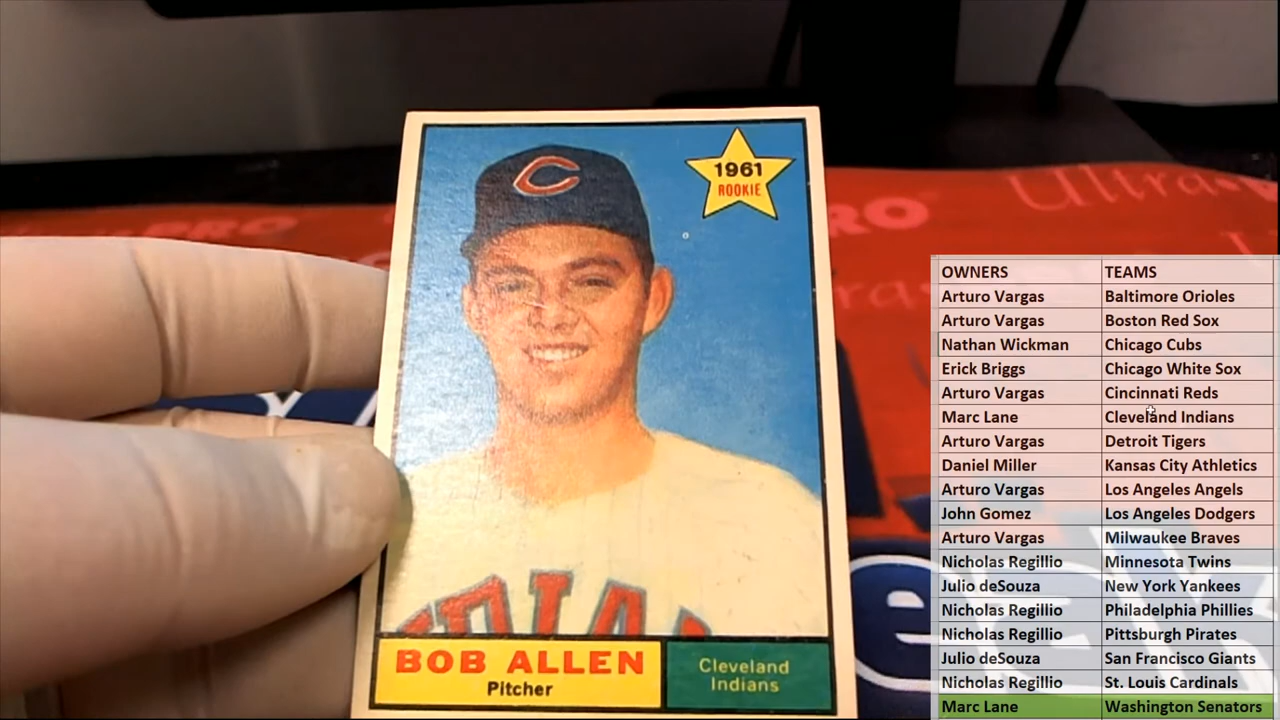 1961
ROOKIE
C
INDIAN
BOB ALLEN
Pitcher
Cleveland
Indians
PRO
Ultra
OWNERS TEAMS
Arturo Vargas Baltimore Orioles
Arturo Vargas Boston Red Sox
Nathan Wickman Chicago Cubs
Erick Briggs Chicago White Sox
Arturo Vargas Cincinnati Reds
Marc Lane Cleveland Indians
Arturo Vargas Detroit Tigers
Daniel Miller Kansas City Athletics
Arturo Vargas Los Angeles Angels
John Gomez Los Angeles Dodgers
Arturo Vargas Milwaukee Braves
Nicholas Regillio Minnesota Twins
Julio deSouza New York Yankees
Nicholas Regillio Philadelphia Phillies
Nicholas Regillio Pittsburgh Pirates
Julio deSouza San Francisco Giants
Nicholas Regillio St. Louis Cardinals
Marc Lane Washington Senators